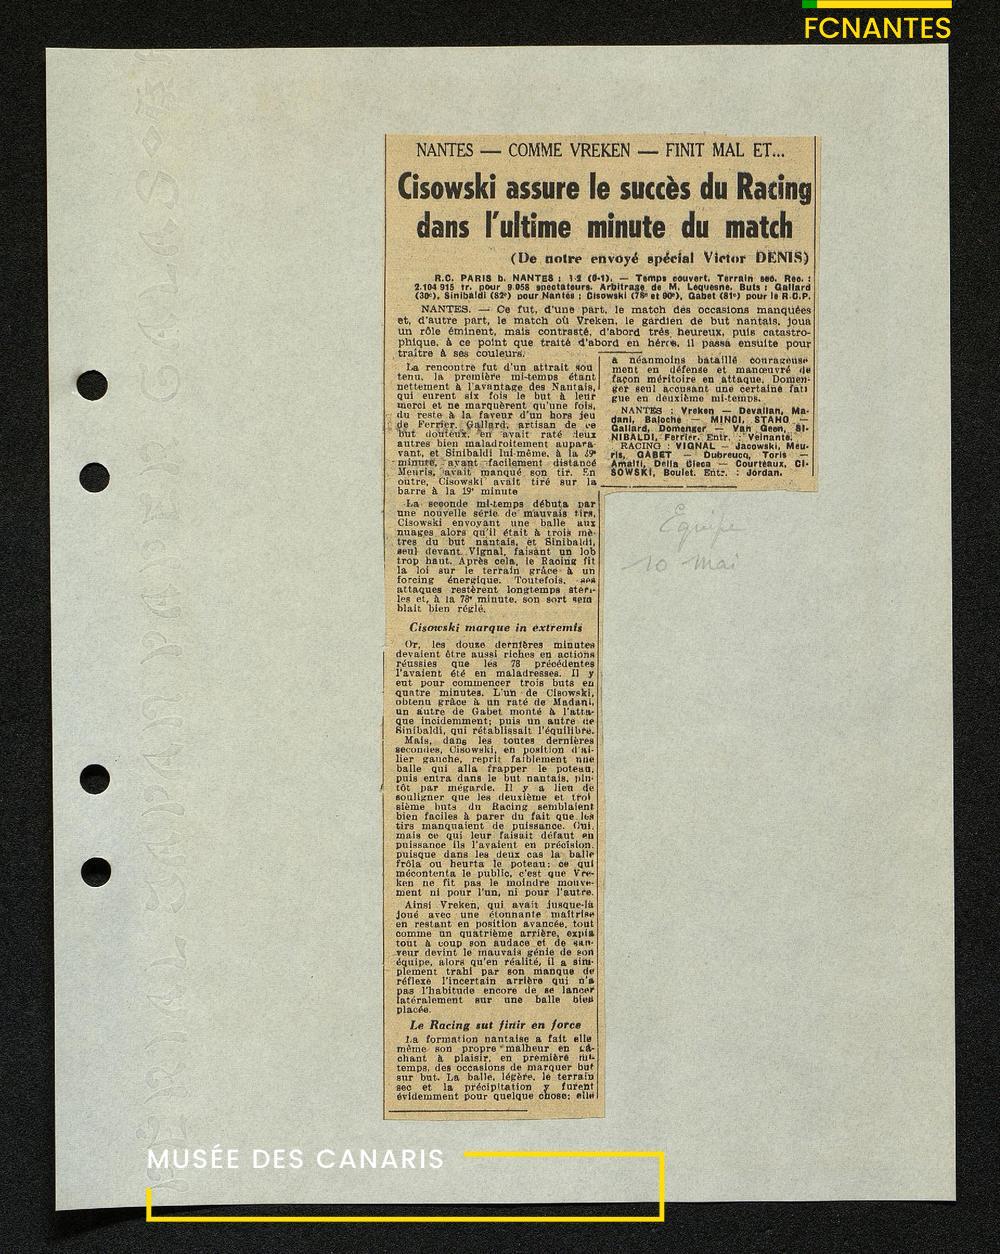 FCNANTES
NANTES — COMME VREKEN — FINIT MAL ET...
Cisowski assure le succès du Racing
dans l'ultime minute du match
(De notre envoyé spécial Victor DENIS)
R.C. PARIS b. NANTES : (0-1). — Temps couvert. Terrain sec. Rec. :
2.104 915 fr. pour 9 058 spectateurs. Arbitrage de M. Lequesne. Buts : Gallard
(30e), Sinibaldi (82e) pour Nantes ; Cisowski (78e et 90e), Gabet (81e) pour le R.C.P.
NANTES. — Ce fut, d'une part, le match des occasions manquées
et, d'autre part, le match où Vreken, le gardien de but nantais, joua
un rôle éminent, mais contrasté, d'abord très heureux, puis catastro-
phique, à ce point que traité d'abord en héros, il passa ensuite pour
traître à ses couleurs.
La rencontre fut d'un attrait sou
tenu, la première mi-temps étant
nettement à l'avantage des Nantais,
qui eurent six fois le but à leur
merci et ne marquèrent qu'une fois,
du reste à la faveur d'un hors jeu
de Ferrier. Gallard, artisan de ce
but douteux, en avait raté deux
autres bien maladroitement aupara-
vant, et Sinibaldi lui-même, à la
minute, ayant facilement distancé
Meuris, avait manqué son tir. En
outre, Cisowski avait tiré sur la
barre à la 19e minute
La seconde mi-temps débuta par
une nouvelle série de mauvais tirs,
Cisowski envoyant une balle aux
nuages alors qu'il était à trois mè-
tres du but nantais, et Sinibaldi,
seul devant Vignal, faisant un lob
trop haut. Après cela, le Racing fit
la loi sur le terrain grâce à un
forcing énergique. Toutefois, ses
attaques restèrent longtemps stéri-
les et, à la 78e minute, son sort sem
blait bien réglé.
Cisowski marque in extremis
Or, les douze dernières minutes
devaient être aussi riches en actions
réussies que les 78 précédentes
l'avaient été en maladresses. Il y
eut pour commencer trois buts en
quatre minutes. L'un de Cisowski,
obtenu grâce à un raté de Madani,
un autre de Gabet monté à l'atta-
que incidemment; puis un autre de
Sinibaldi, qui rétablissait l'équilibre.
Mais, dans les toutes dernières
secondes, Cisowski, en position d'ai-
lier gauche, reprit faiblement une
balle qui alla frapper le poteau,
puis entra dans le but nantais, plu-
tôt par mégarde. Il y a lieu de
souligner que les deuxième et troi
sième buts du Racing semblaient
bien faciles à parer du fait que les
tirs manquaient de puissance. Oui,
mais ce qui leur faisait défaut en
puissance ils l'avaient en précision,
puisque dans les deux cas la balle
frôla ou heurta le poteau; ce qui
mécontenta le public, c'est que Vre-
ken ne fit pas le moindre mouve-
ment ni pour l'un, ni pour l'autre.
Ainsi Vreken, qui avait jusque-là
joué avec une étonnante maîtrise
en restant en position avancée, tout
comme un quatrième arrière, expia
tout à coup son audace et de sau-
veur devint le mauvais génie de son
équipe, alors qu'en réalité, il a sim-
plement trahi par son manque de
réflexe l'incertain arrière qui n'a
pas l'habitude encore de se lancer
latéralement sur une balle bien
placée.
Le Racing sut finir en force
La formation nantaise a fait elle
même son propre malheur en gâ-
chant à plaisir, en première mi-
temps, des occasions de marquer but
sur but. La balle, légère, le terrain
sec et la précipitation y furent
évidemment pour quelque chose; elle
a néanmoins bataillé courageuse
ment en défense et manœuvré de
façon méritoire en attaque, Domen-
ger seul accusant une certaine fati
gue en deuxième mi-temps.
NANTES : Vreken — Devallan, Ma-
dani, Baloche — MINCI, STAHO —
Gallard, Domenger — Van Geen, SI-
NIBALDI, Ferrier. Entr. : Veinante.
RACING : VIGNAL — Jacowski, Meu-
ris, GABET — Dubreucq, Toris —
Amalfi, Della Cieca — Courteaux, CI-
SOWSKI, Boulet. Entr. : Jordan.
Equipe
10 mai
MUSÉE DES CANARIS